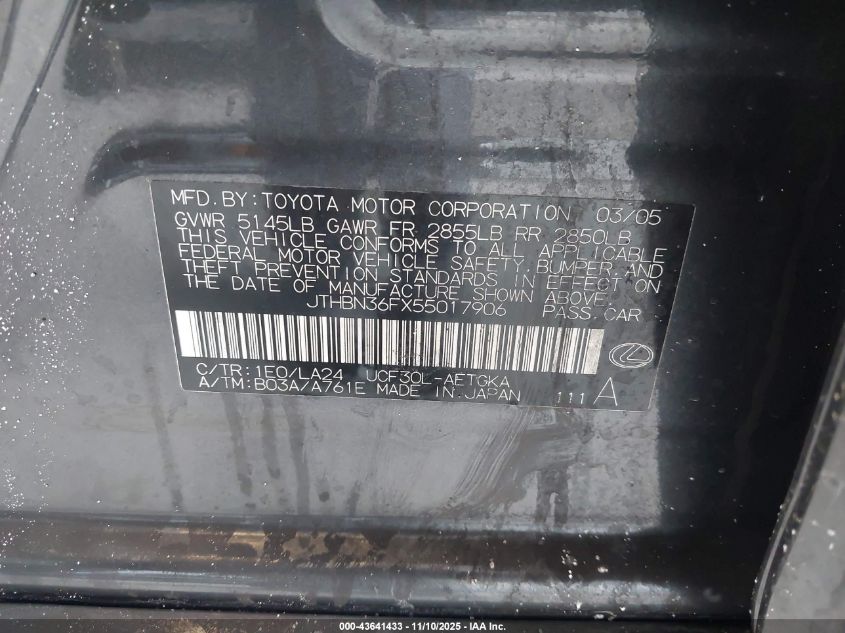 MFD. BY: TOYOTA MOTOR CORPORATION 03/05
GVWR 5145LB GAWR FR 2855LB RR 2850LB
THIS VEHICLE CONFORMS TO ALL APPLICABLE
FEDERAL MOTOR VEHICLE SAFETY, BUMPER, AND
THEFT PREVENTION STANDARDS IN EFFECT ON
THE DATE OF MANUFACTURE SHOWN ABOVE.
JTHBN36FX55017906 PASS.CAR
C/TR: 1E0/LA24 UCF30L-AETGKA
A/TM: B03A/A761E MADE IN JAPAN 111 A
000-43641433 — 11/10/2025 — IAA Inc.